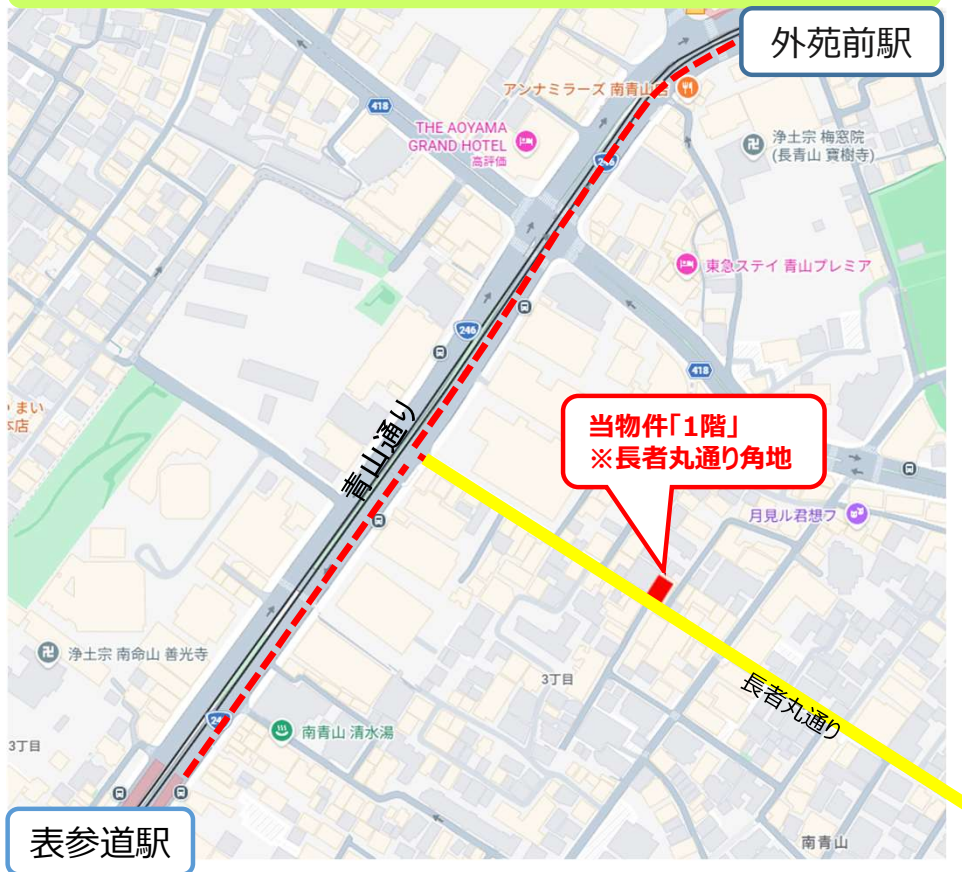 外苑前駅
アンナミラーズ 南青山店
418
THE AOYAMA
GRAND HOTEL
高評価
浄土宗 梅窓院
(長青山 寶樹寺)
246
東急ステイ 青山プレミア
246
418
まい
本店
青山通り
当物件「1階」
※長者丸通り角地
月見ル君想フ
浄土宗 南命山 善光寺
3丁目
長者丸通り
南青山 清水湯
3丁目
表参道駅
南青山